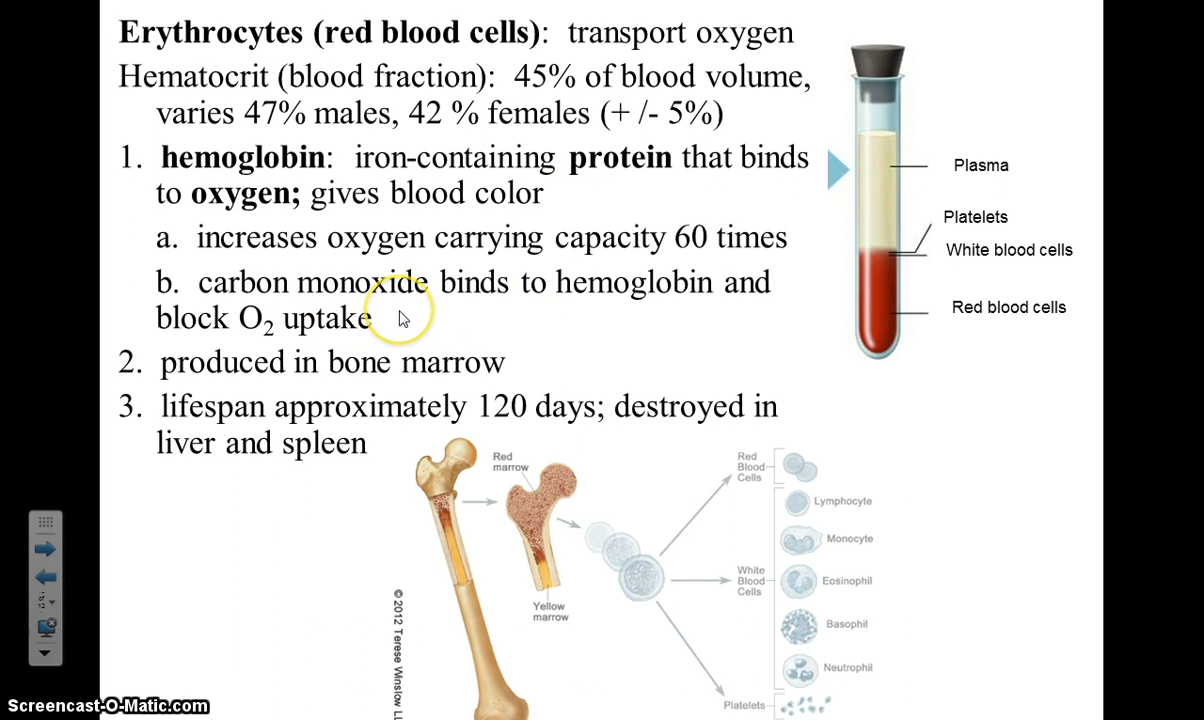 Erythrocytes (red blood cells): transport oxygen
Hematocrit (blood fraction): 45% of blood volume,
varies 47% males, 42 % females (+ /- 5%)
1. hemoglobin: iron-containing protein that binds
to oxygen; gives blood color
a. increases oxygen carrying capacity 60 times
b. carbon monoxide binds to hemoglobin and
block O₂ uptake
2. produced in bone marrow
3. lifespan approximately 120 days; destroyed in
liver and spleen
Plasma
Platelets
White blood cells
Red blood cells
Red
marrow
Yellow
marrow
Red
Blood
Cells
White
Blood
Cells
Platelets
Lymphocyte
Monocyte
Eosinophil
Basophil
Neutrophil
© 2012 Terese Winslow
Screencast-O-Matic.com